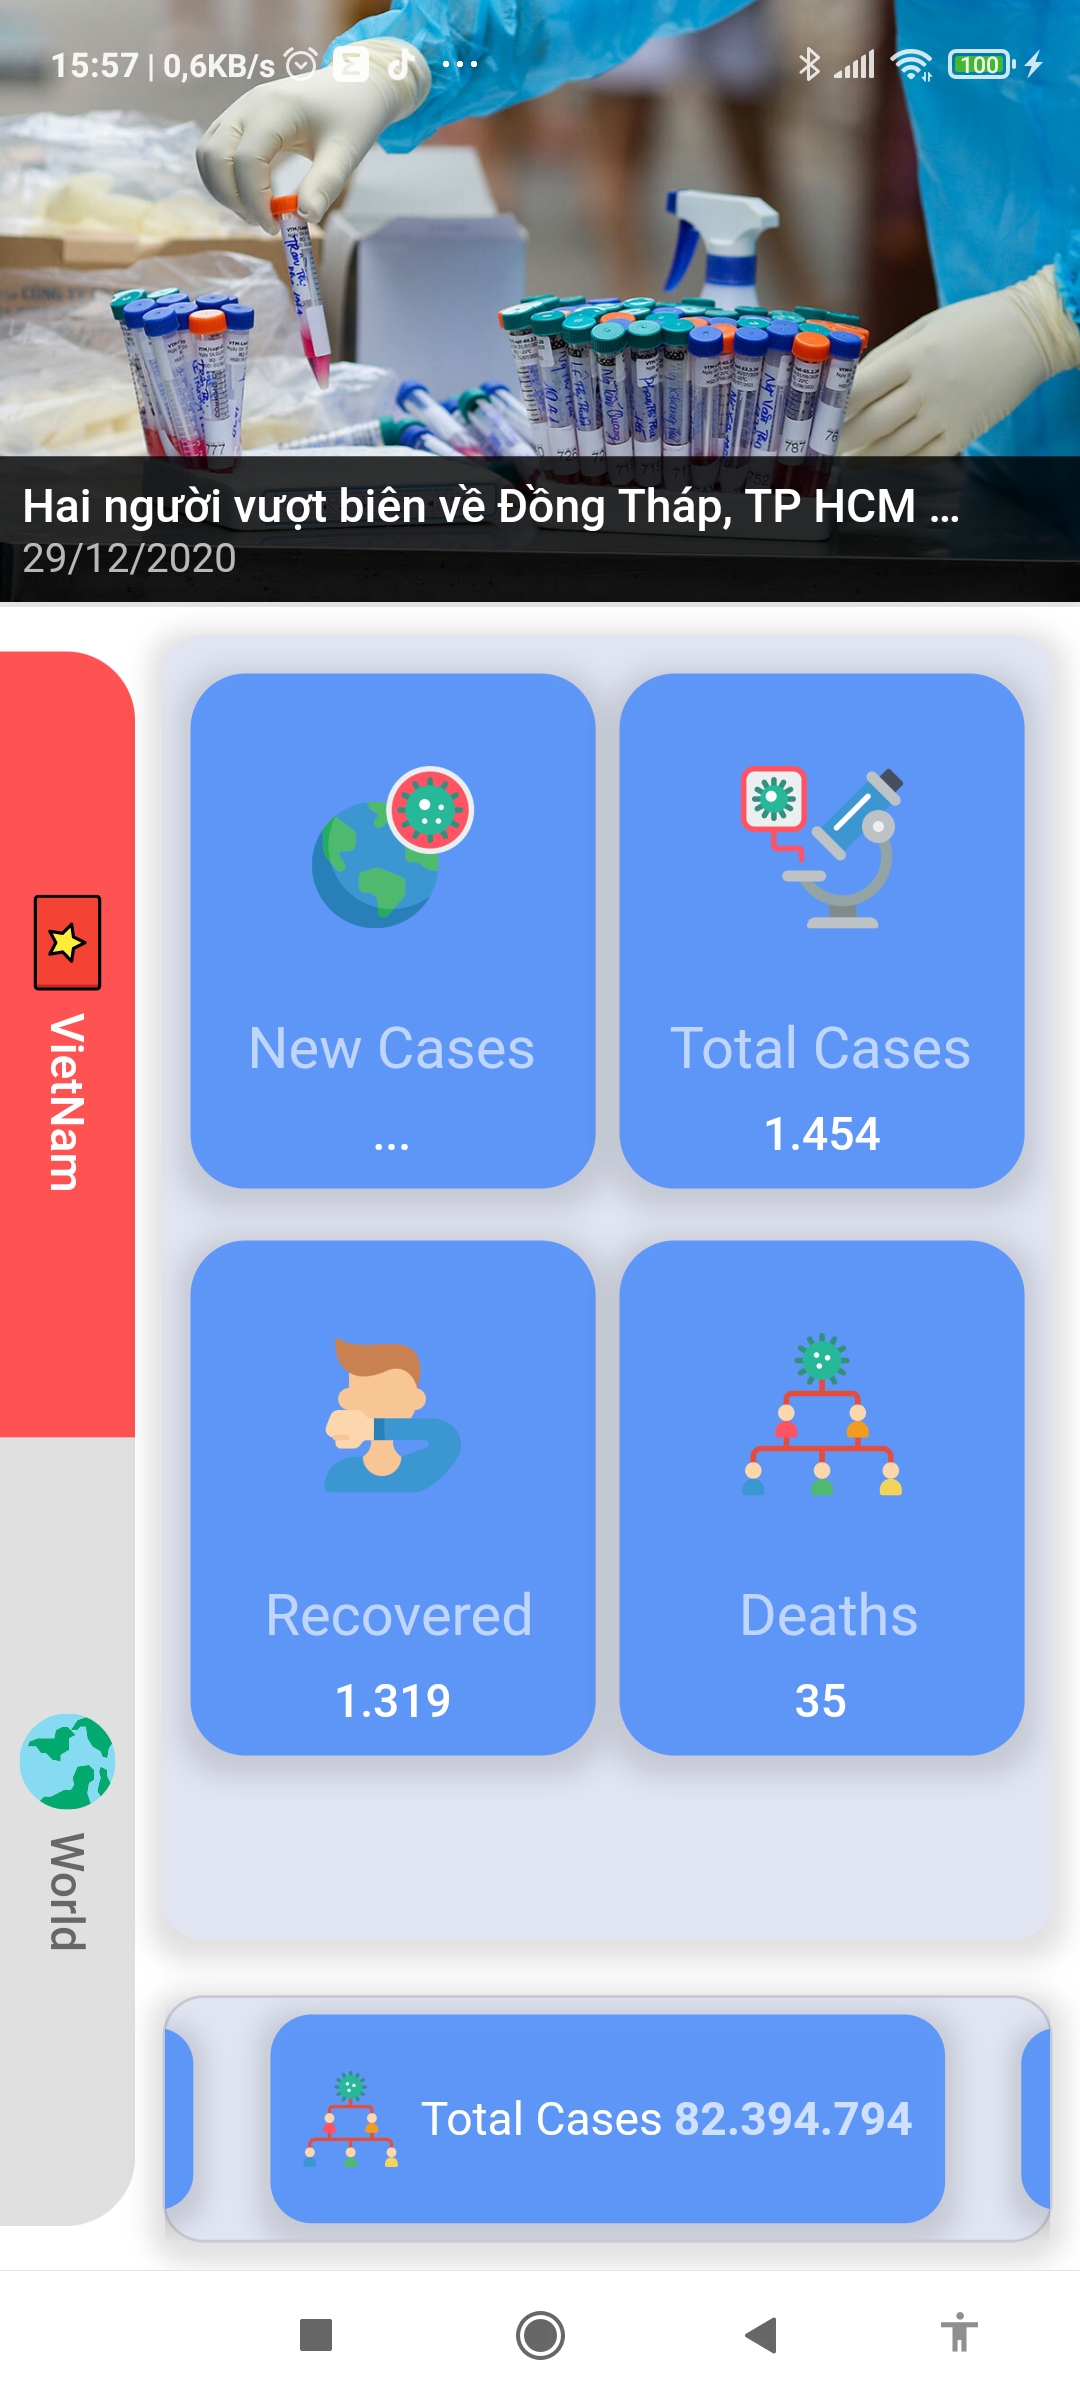 15:57 | 0,6KB/s
100
Hai người vượt biên về Đồng Tháp, TP HCM ...
29/12/2020
VietNam
World
New Cases
...
Total Cases
1.454
Recovered
1.319
Deaths
35
Total Cases 82.394.794